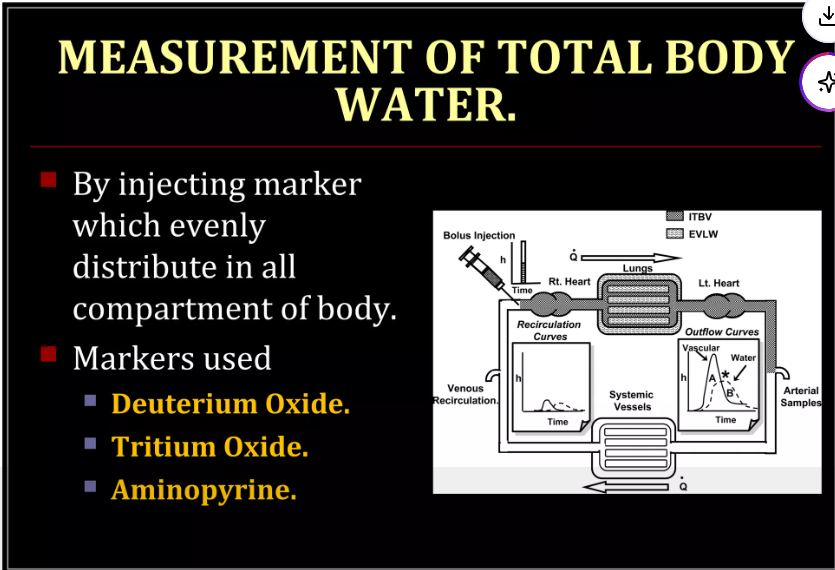 MEASUREMENT OF TOTAL BODY
WATER.
By injecting marker
which evenly
distribute in all
compartment of body.
Markers used
Deuterium Oxide.
Tritium Oxide.
Aminopyrine.
ITBV
EVLW
Bolus Injection
h
Time
Q̇
Lungs
Rt. Heart
Lt. Heart
Recirculation
Curves
h
Time
Outflow Curves
Vascular
Water
h
A
*
B
Time
Venous
Recirculation.
Systemic
Vessels
Arterial
Samples
Q̇